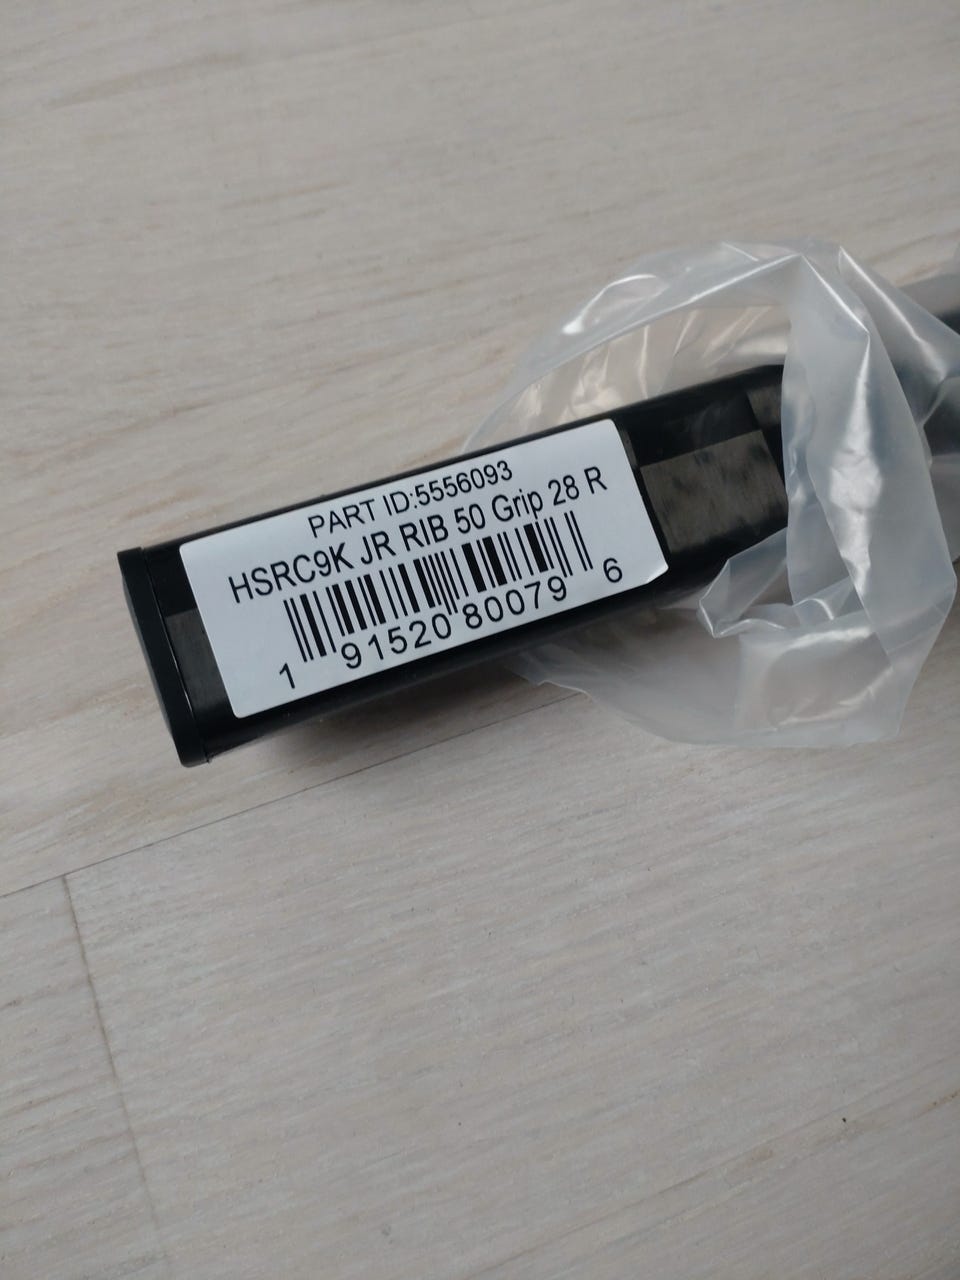 PART ID:5556093
HSRC9K JR RIB 50 Grip 28 R
1 91520 80079 6